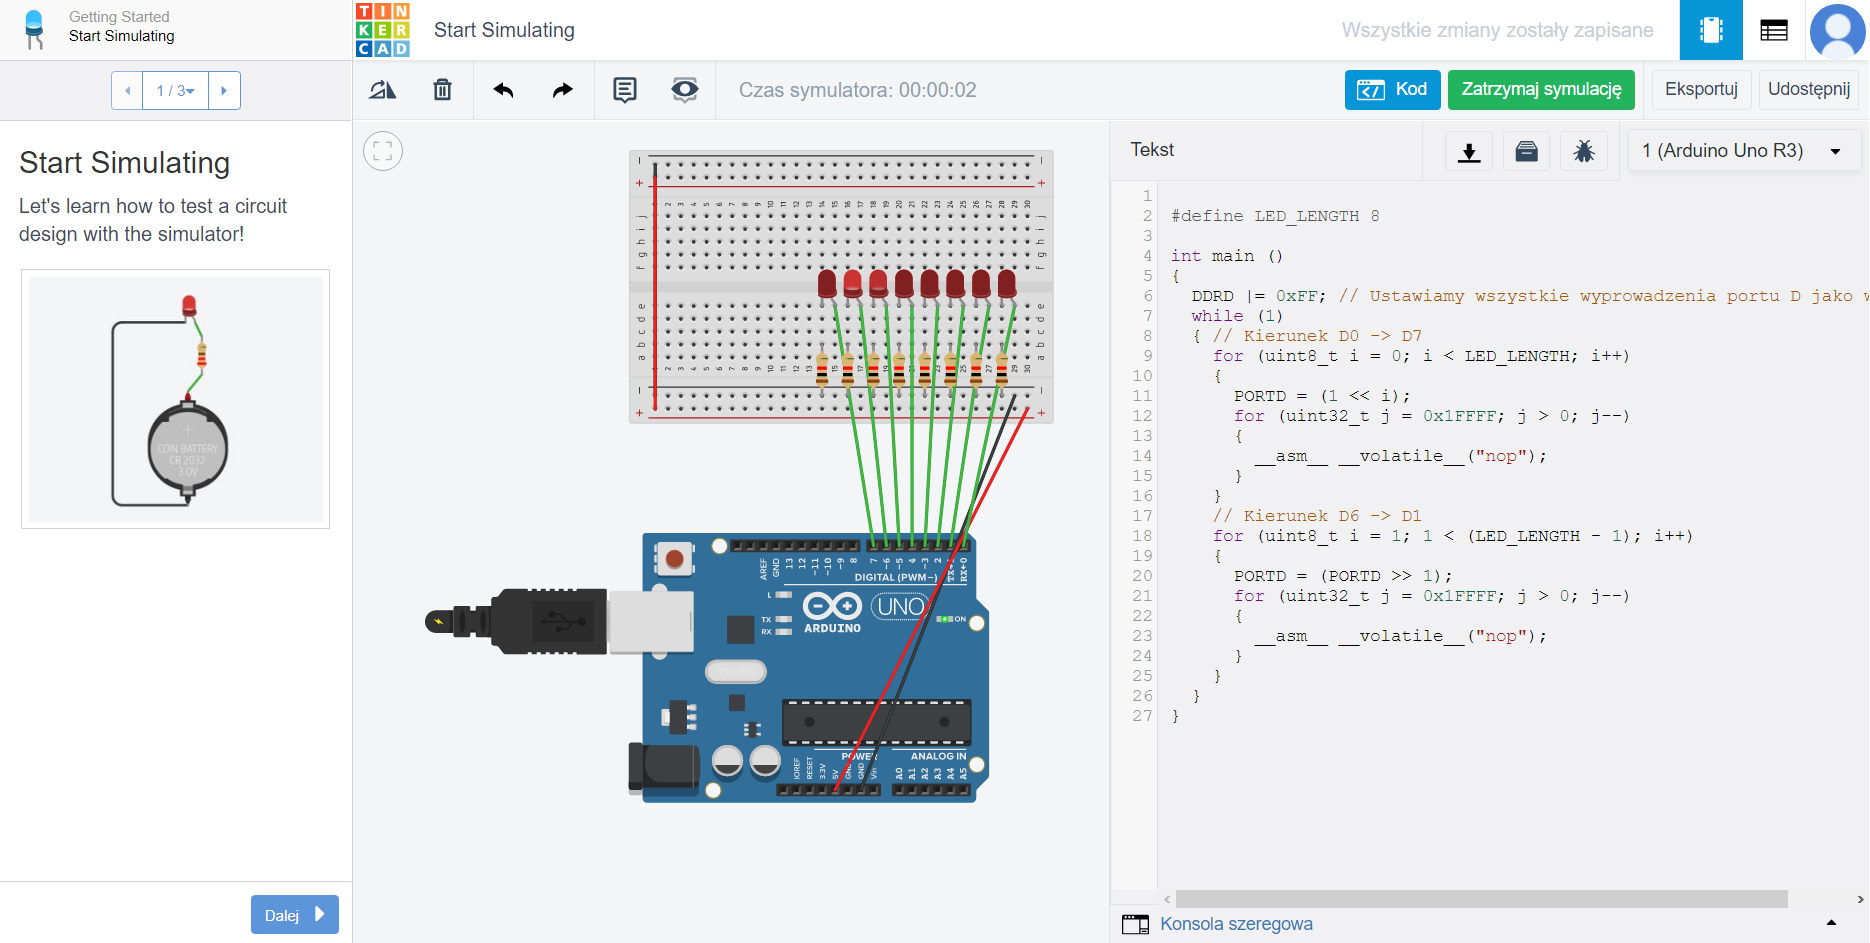 Getting Started
Start Simulating
TINKERCAD
Start Simulating
Wszystkie zmiany zostały zapisane
1 / 3
Czas symulatora: 00:00:02
Kod
Zatrzymaj symulację
Eksportuj
Udostępnij
Start Simulating
Let's learn how to test a circuit
design with the simulator!
COIN BATTERY
CR 2032
3.0V
Dalej
AREF
GND
13
12
~11
~10
~9
8
7
~6
~5
4
~3
2
RX←0
DIGITAL (PWM~)
L
TX
RX
ARDUINO
UNO
ON
POWER
ANALOG IN
IOREF
RESET
3.3V
5V
GND
GND
Vin
A0
A1
A2
A3
A4
A5
Tekst
1 (Arduino Uno R3)
1
2 #define LED_LENGTH 8
3
4 int main ()
5 {
6 DDRD |= 0xFF; // Ustawiamy wszystkie wyprowadzenia portu D jako
7 while (1)
8 { // Kierunek D0 -> D7
9 for (uint8_t i = 0; i < LED_LENGTH; i++)
10 {
11 PORTD = (1 << i);
12 for (uint32_t j = 0x1FFFF; j > 0; j--)
13 {
14 __asm__ __volatile__("nop");
15 }
16 }
17 // Kierunek D6 -> D1
18 for (uint8_t i = 1; 1 < (LED_LENGTH - 1); i++)
19 {
20 PORTD = (PORTD >> 1);
21 for (uint32_t j = 0x1FFFF; j > 0; j--)
22 {
23 __asm__ __volatile__("nop");
24 }
25 }
26 }
27 }
Konsola szeregowa